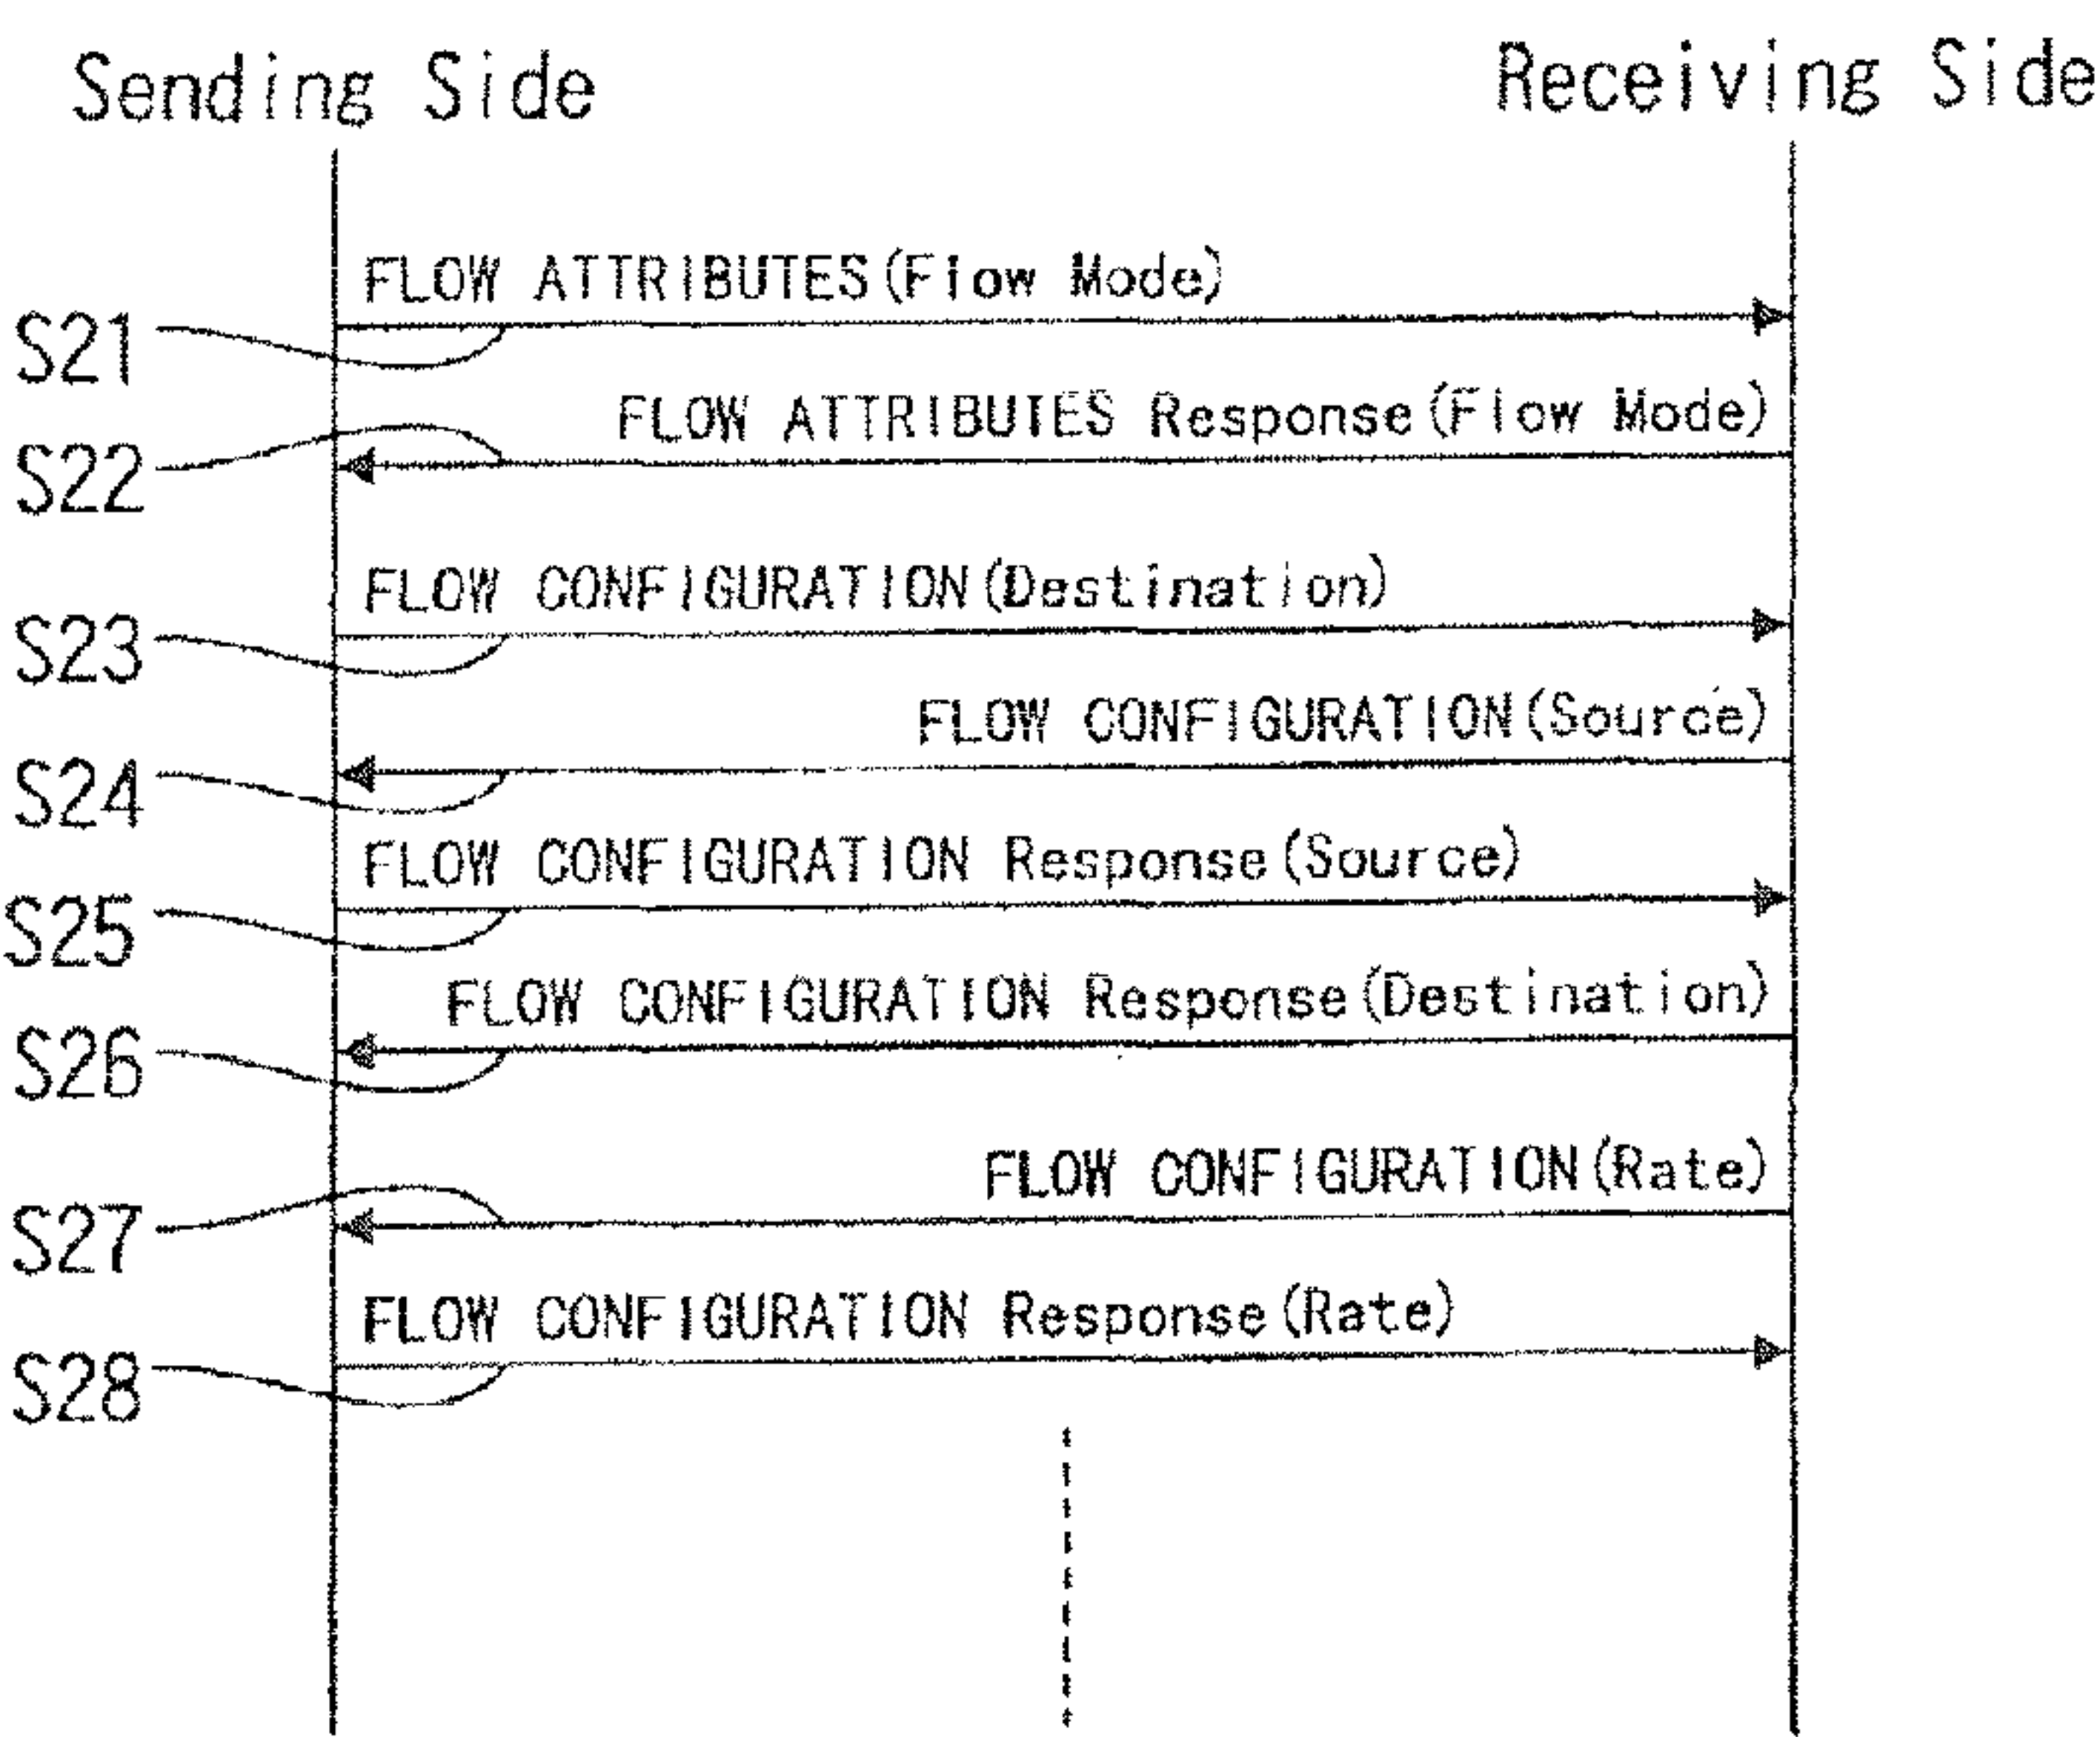 Sending Side
Receiving Side
FLOW ATTRIBUTES(Flow Mode)
S21
FLOW ATTRIBUTES Response(Flow Mode)
S22
FLOW CONFIGURATION(Destination)
S23
FLOW CONFIGURATION(Source)
S24
FLOW CONFIGURATION Response(Source)
S25
FLOW CONFIGURATION Response(Destination)
S26
FLOW CONFIGURATION(Rate)
S27
FLOW CONFIGURATION Response(Rate)
S28